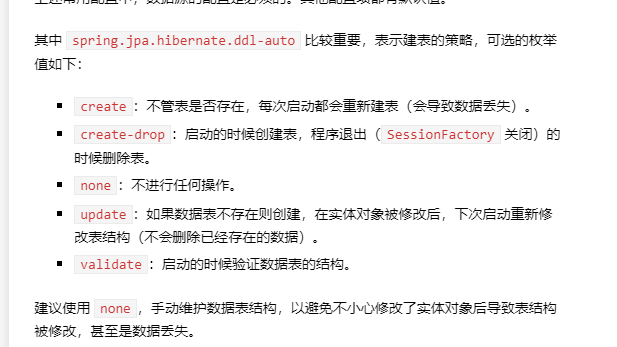 其中 spring.jpa.hibernate.ddl-auto 比较重要，表示建表的策略，可选的枚举
值如下：
▪ create：不管表是否存在，每次启动都会重新建表（会导致数据丢失）。
▪ create-drop：启动的时候创建表，程序退出（SessionFactory 关闭）的
时候删除表。
▪ none：不进行任何操作。
▪ update：如果数据表不存在则创建，在实体对象被修改后，下次启动重新修
改表结构（不会删除已经存在的数据）。
▪ validate：启动的时候验证数据表的结构。
建议使用 none，手动维护数据表结构，以避免不小心修改了实体对象后导致表结构
被修改，甚至是数据丢失。